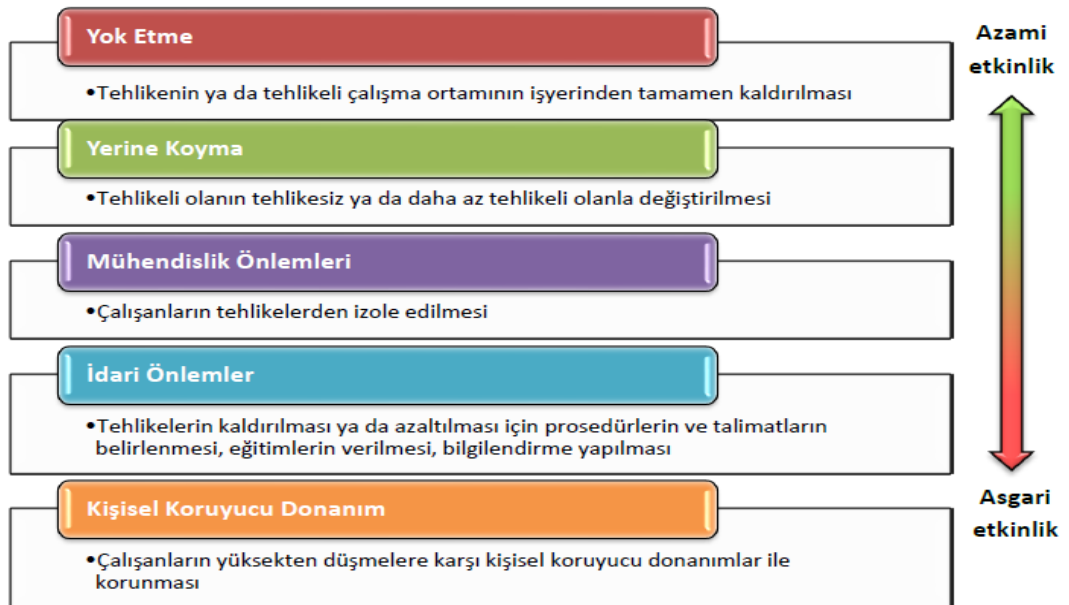 Yok Etme
•Tehlikenin ya da tehlikeli çalışma ortamının işyerinden tamamen kaldırılması
Yerine Koyma
•Tehlikeli olanın tehlikesiz ya da daha az tehlikeli olanla değiştirilmesi
Mühendislik Önlemleri
•Çalışanların tehlikelerden izole edilmesi
İdari Önlemler
•Tehlikelerin kaldırılması ya da azaltılması için prosedürlerin ve talimatların
belirlenmesi, eğitimlerin verilmesi, bilgilendirme yapılması
Kişisel Koruyucu Donanım
•Çalışanların yüksekten düşmelere karşı kişisel koruyucu donanımlar ile
korunması
Azami
etkinlik
Asgari
etkinlik